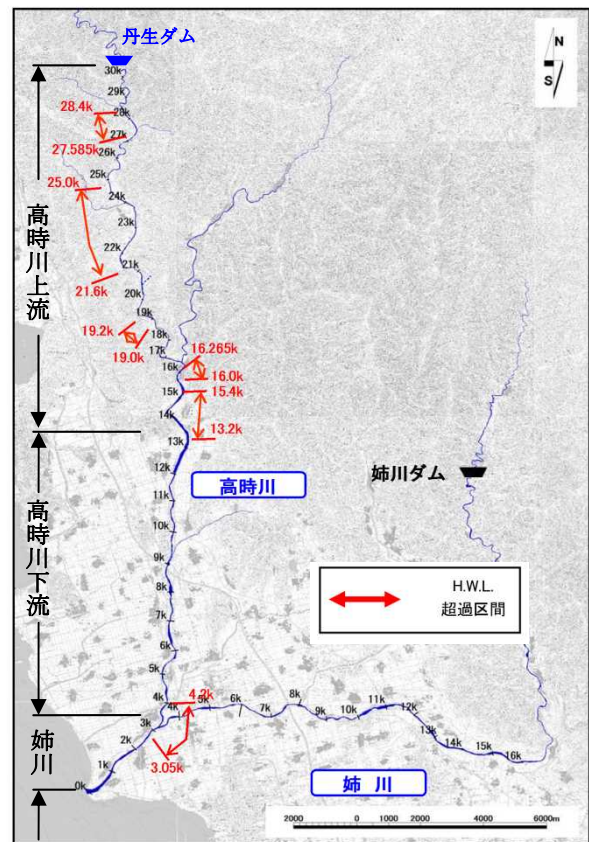 丹生ダム
N
S
30k
29k
28k
28.4k
27k
27.585k
26k
25k
25.0k
24k
23k
22k
21k
21.6k
20k
19k
19.2k
18k
19.0k
17k
16.265k
16k
16.0k
15k
15.4k
14k
13.2k
13k
12k
11k
10k
9k
8k
7k
6k
5k
4k
高時川上流
高時川下流
姉川
高時川
姉川ダム
H.W.L.
超過区間
4.2k
4k
5k
6k
7k
8k
9k
10k
11k
12k
13k
14k
15k
16k
3k
2k
1k
0k
3.05k
姉川
2000 0 2000 4000 6000m